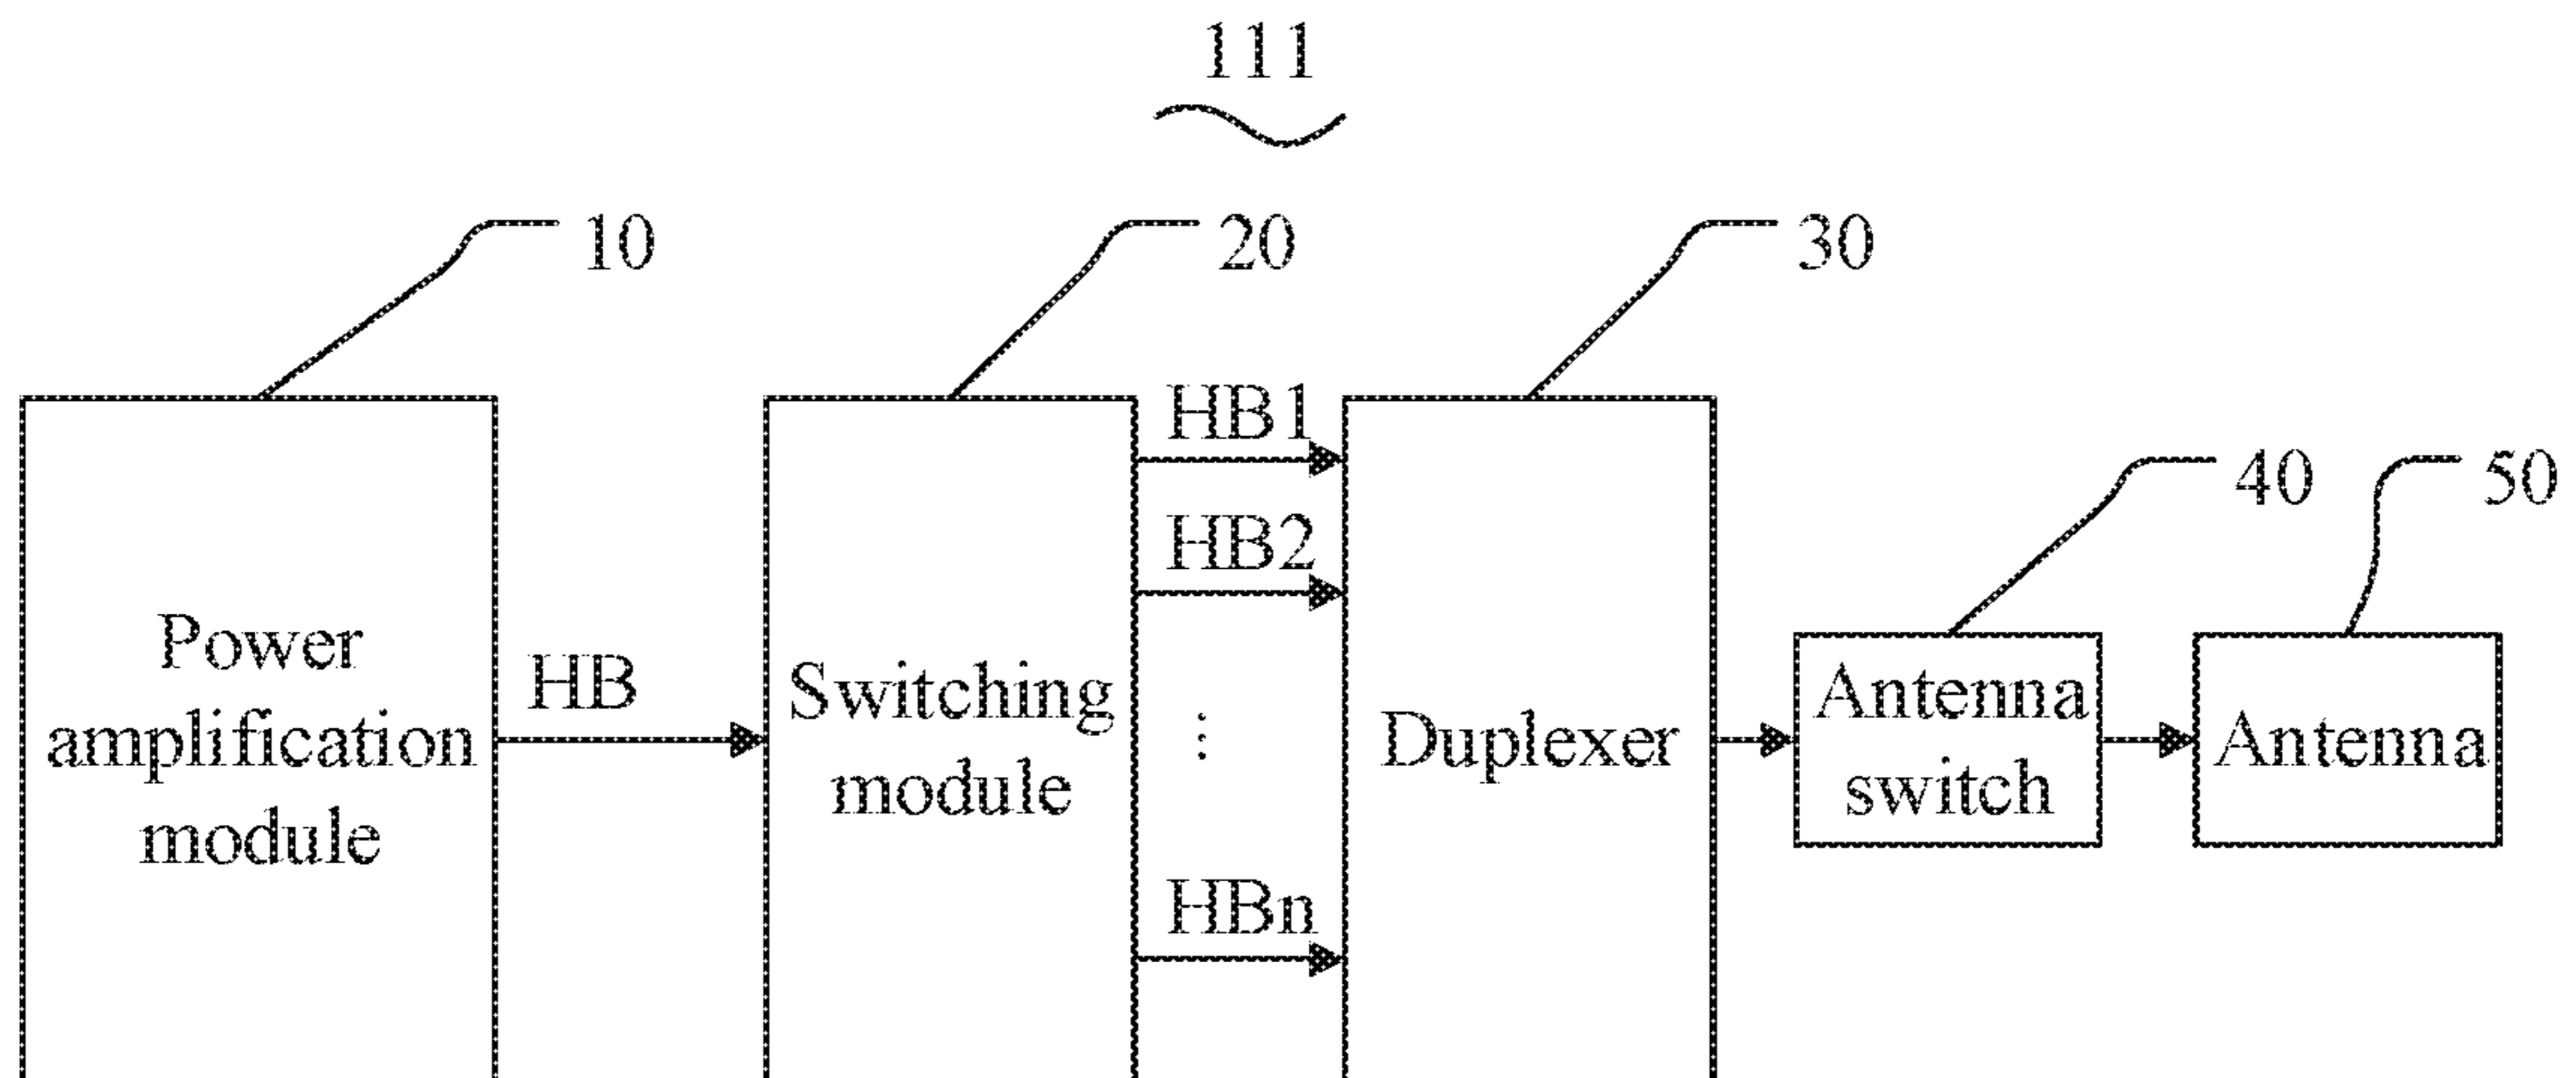 111
10
20
30
40
50
Power
amplification
module
HB
Switching
module
HB1
HB2
⋮
HBn
Duplexer
Antenna
switch
Antenna